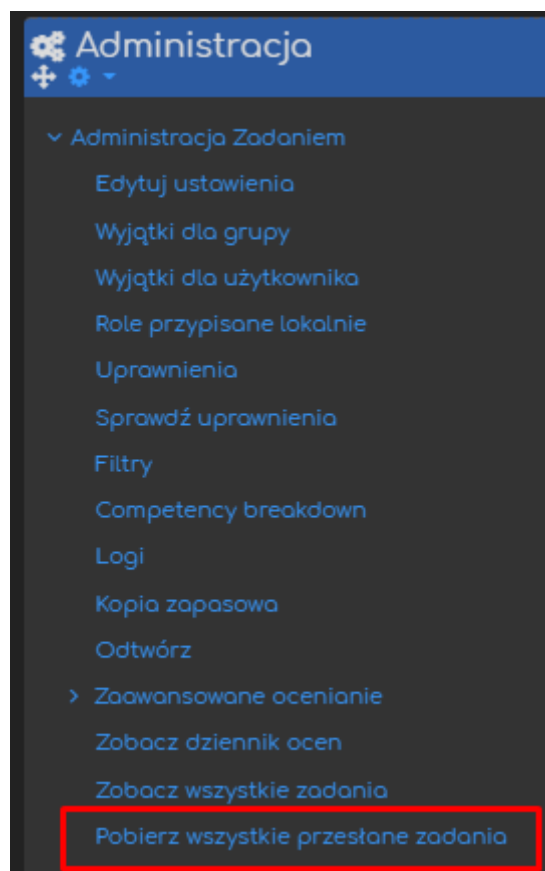 Administracja
Administracja Zadaniem
Edytuj ustawienia
Wyjątki dla grupy
Wyjątki dla użytkownika
Role przypisane lokalnie
Uprawnienia
Sprawdź uprawnienia
Filtry
Competency breakdown
Logi
Kopia zapasowa
Odtwórz
Zaawansowane ocenianie
Zobacz dziennik ocen
Zobacz wszystkie zadania
Pobierz wszystkie przesłane zadania